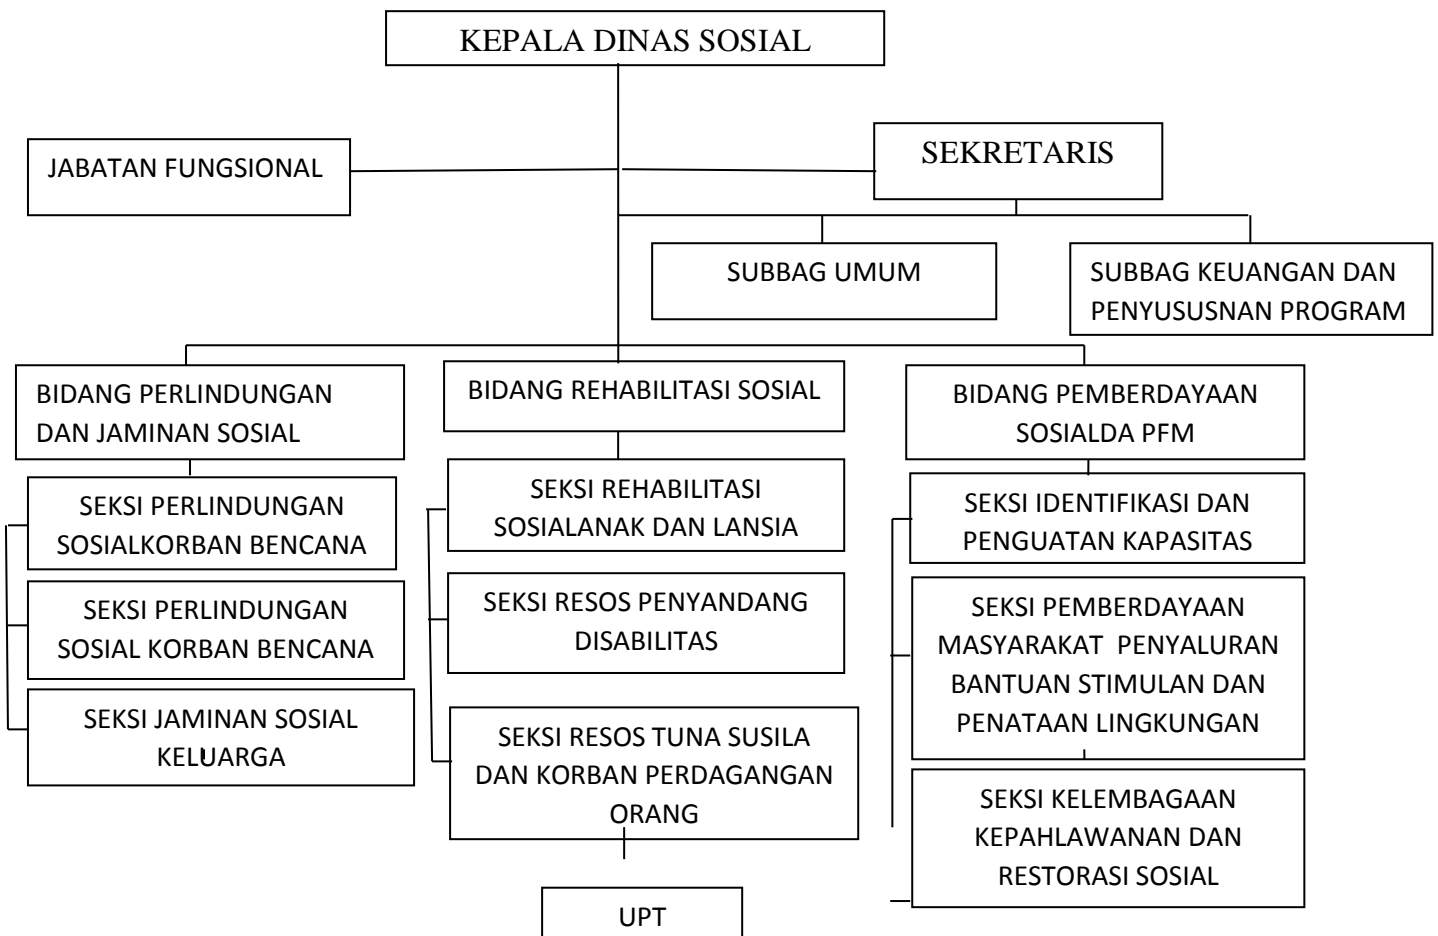 KEPALA DINAS SOSIAL
JABATAN FUNGSIONAL
SEKRETARIS
SUBBAG UMUM
SUBBAG KEUANGAN DAN
PENYUSUSNAN PROGRAM
BIDANG PERLINDUNGAN
DAN JAMINAN SOSIAL
BIDANG REHABILITASI SOSIAL
BIDANG PEMBERDAYAAN
SOSIALDA PFM
SEKSI PERLINDUNGAN
SOSIALKORBAN BENCANA
SEKSI PERLINDUNGAN
SOSIAL KORBAN BENCANA
SEKSI JAMINAN SOSIAL
KELUARGA
SEKSI REHABILITASI
SOSIALANAK DAN LANSIA
SEKSI RESOS PENYANDANG
DISABILITAS
SEKSI RESOS TUNA SUSILA
DAN KORBAN PERDAGANGAN
ORANG
SEKSI IDENTIFIKASI DAN
PENGUATAN KAPASITAS
SEKSI PEMBERDAYAAN
MASYARAKAT  PENYALURAN
BANTUAN STIMULAN DAN
PENATAAN LINGKUNGAN
SEKSI KELEMBAGAAN
KEPAHLAWANAN DAN
RESTORASI SOSIAL
UPT